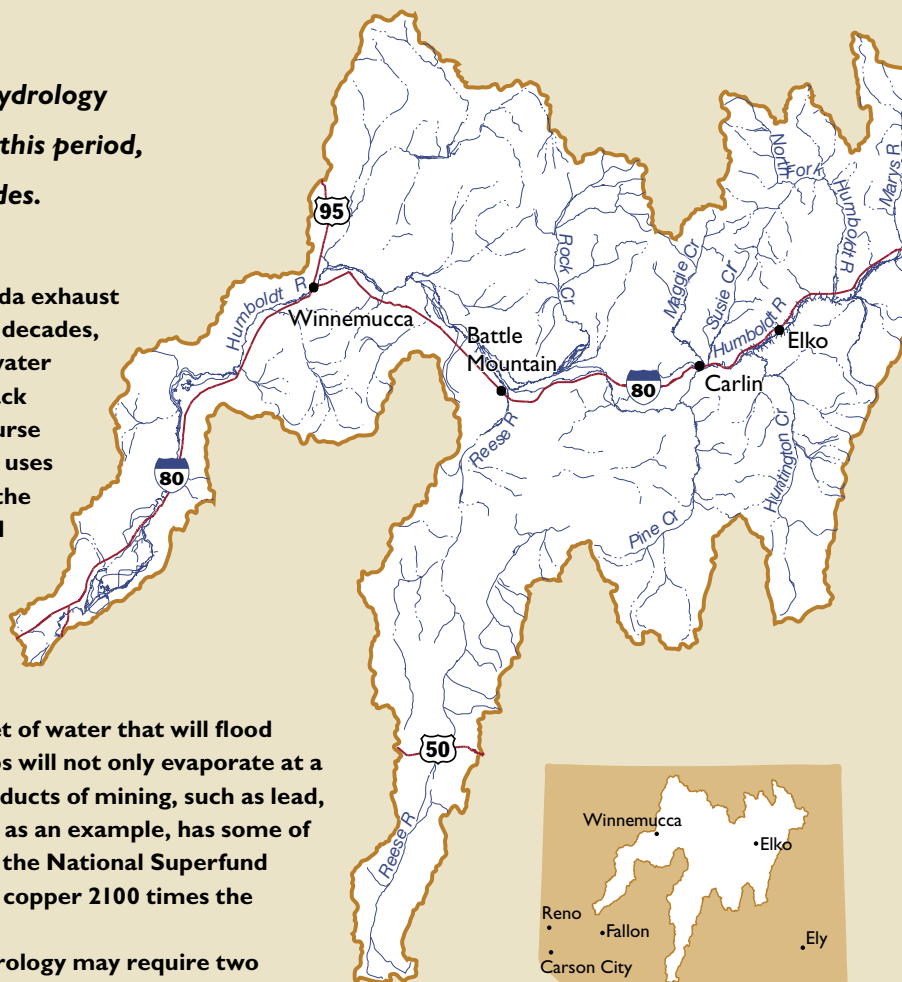 ydrology
this period,
des.
da exhaust
decades,
water
ack
urse
uses
the
l
et of water that will flood
s will not only evaporate at a
ducts of mining, such as lead,
as an example, has some of
the National Superfund
copper 2100 times the
rology may require two
95
Humboldt R
Winnemucca
Battle
Mountain
Rock Cr
Maggie Cr
Susie Cr
North
Fork
Humboldt R
Marys R
Humboldt R
Elko
Carlin
80
80
Reese R
Pine Cr
Huntington Cr
50
Reese R
Winnemucca
Elko
Reno
Fallon
Carson City
Ely